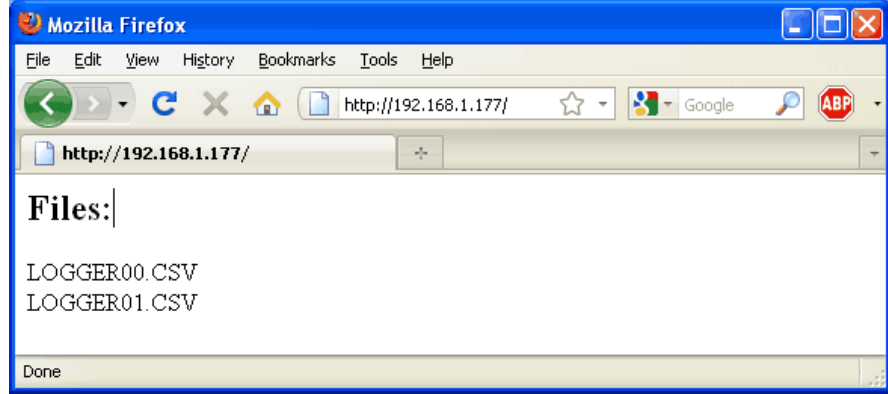 Mozilla Firefox
File Edit View History Bookmarks Tools Help
http://192.168.1.177/ Google ABP
http://192.168.1.177/
Files:
LOGGER00.CSV
LOGGER01.CSV
Done